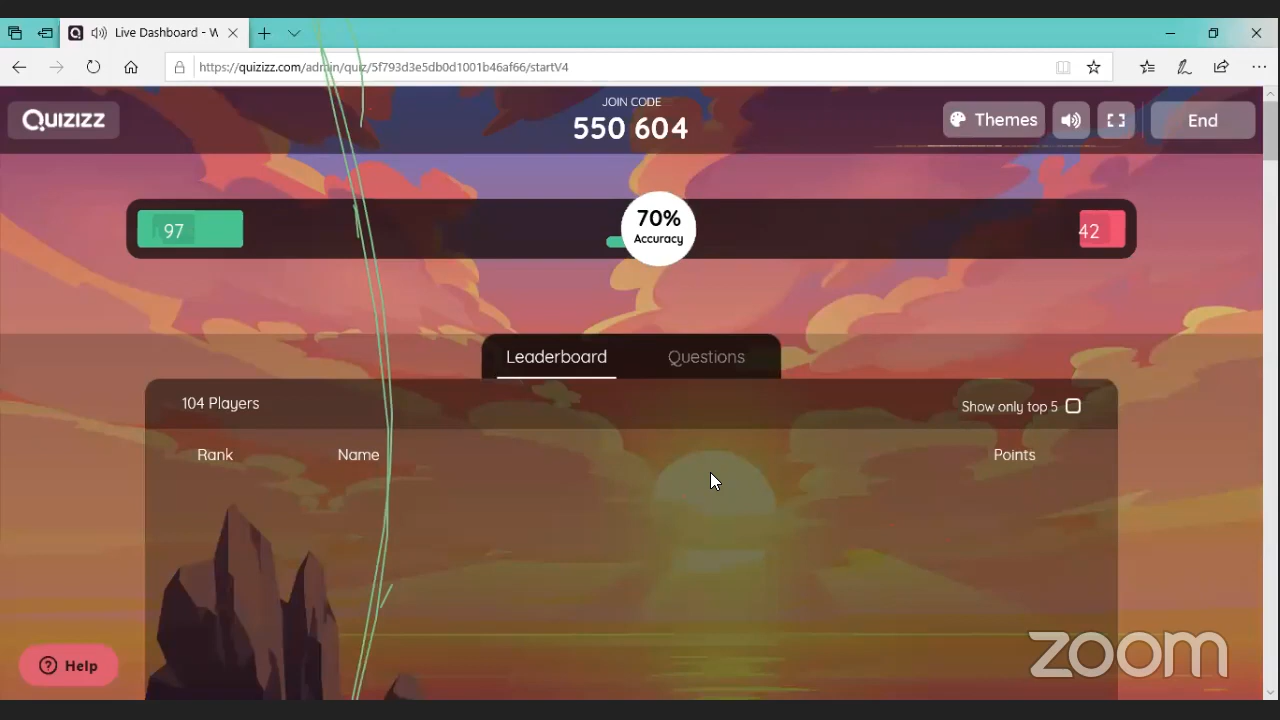 Live Dashboard - W
https://quizizz.com/admin/quiz/5f793d3e5db0d1001b46af66/startV4
QUIZIZZ
JOIN CODE
550 604
Themes
End
97
70%
Accuracy
42
Leaderboard
Questions
104 Players
Show only top 5
Rank
Name
Points
Help
zoom